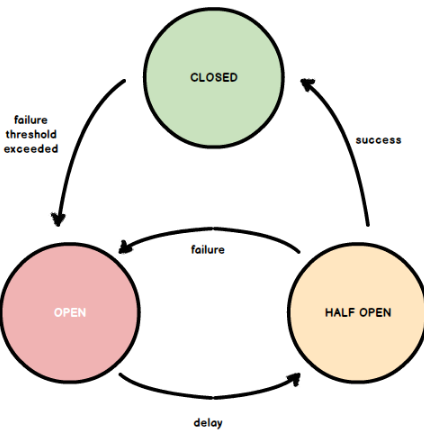 CLOSED
failure
threshold
exceeded
success
failure
OPEN
HALF OPEN
delay